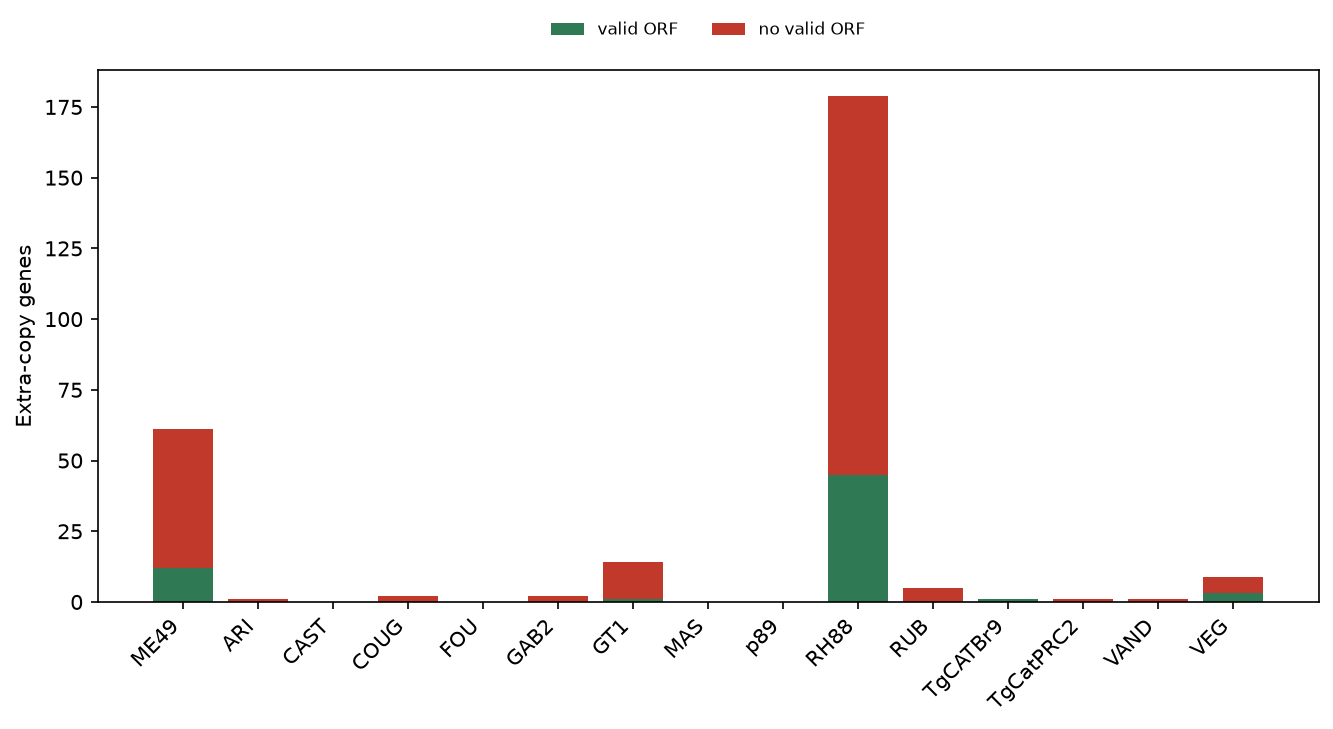 valid ORF no valid ORF
Extra-copy genes
175
150
125
100
75
50
25
0
ME49 ARI CAST COUG FOU GAB2 GT1 MAS p89 RH88 RUB TgCATBr9 TgCatPRC2 VAND VEG